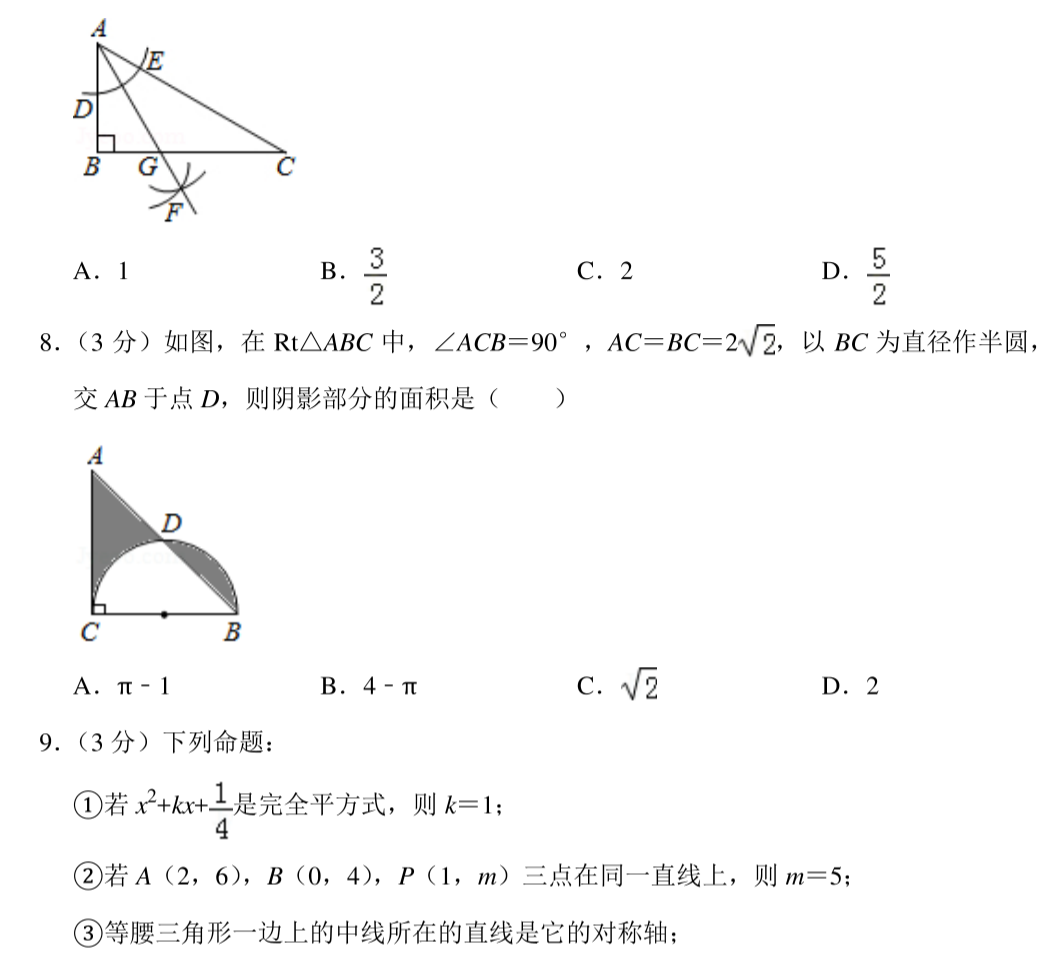 A
E
D
B G C
F
A．1 B．3/2 C．2 D．5/2
8．（3 分）如图，在 Rt△ABC 中，∠ACB＝90°，AC＝BC＝2√2，以 BC 为直径作半圆，
交 AB 于点 D，则阴影部分的面积是（　　）
A
D
C B
A．π﹣1 B．4﹣π C．√2 D．2
9．（3 分）下列命题：
①若 x²+kx+1/4是完全平方式，则 k＝1；
②若 A（2，6），B（0，4），P（1，m）三点在同一直线上，则 m＝5；
③等腰三角形一边上的中线所在的直线是它的对称轴；